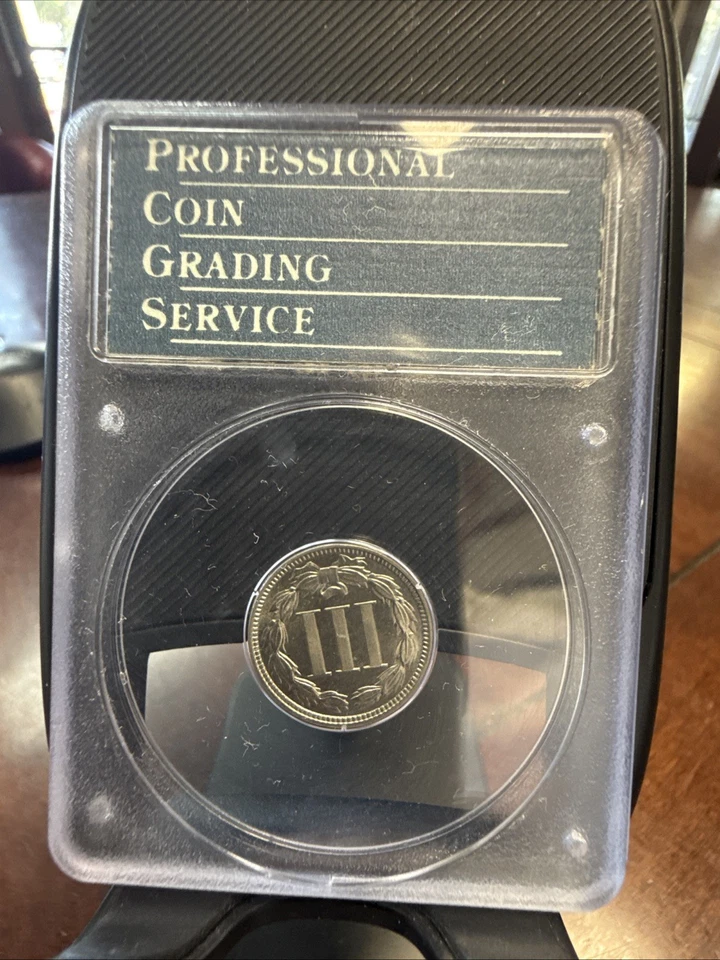 PROFESSIONAL
COIN
GRADING
SERVICE
III